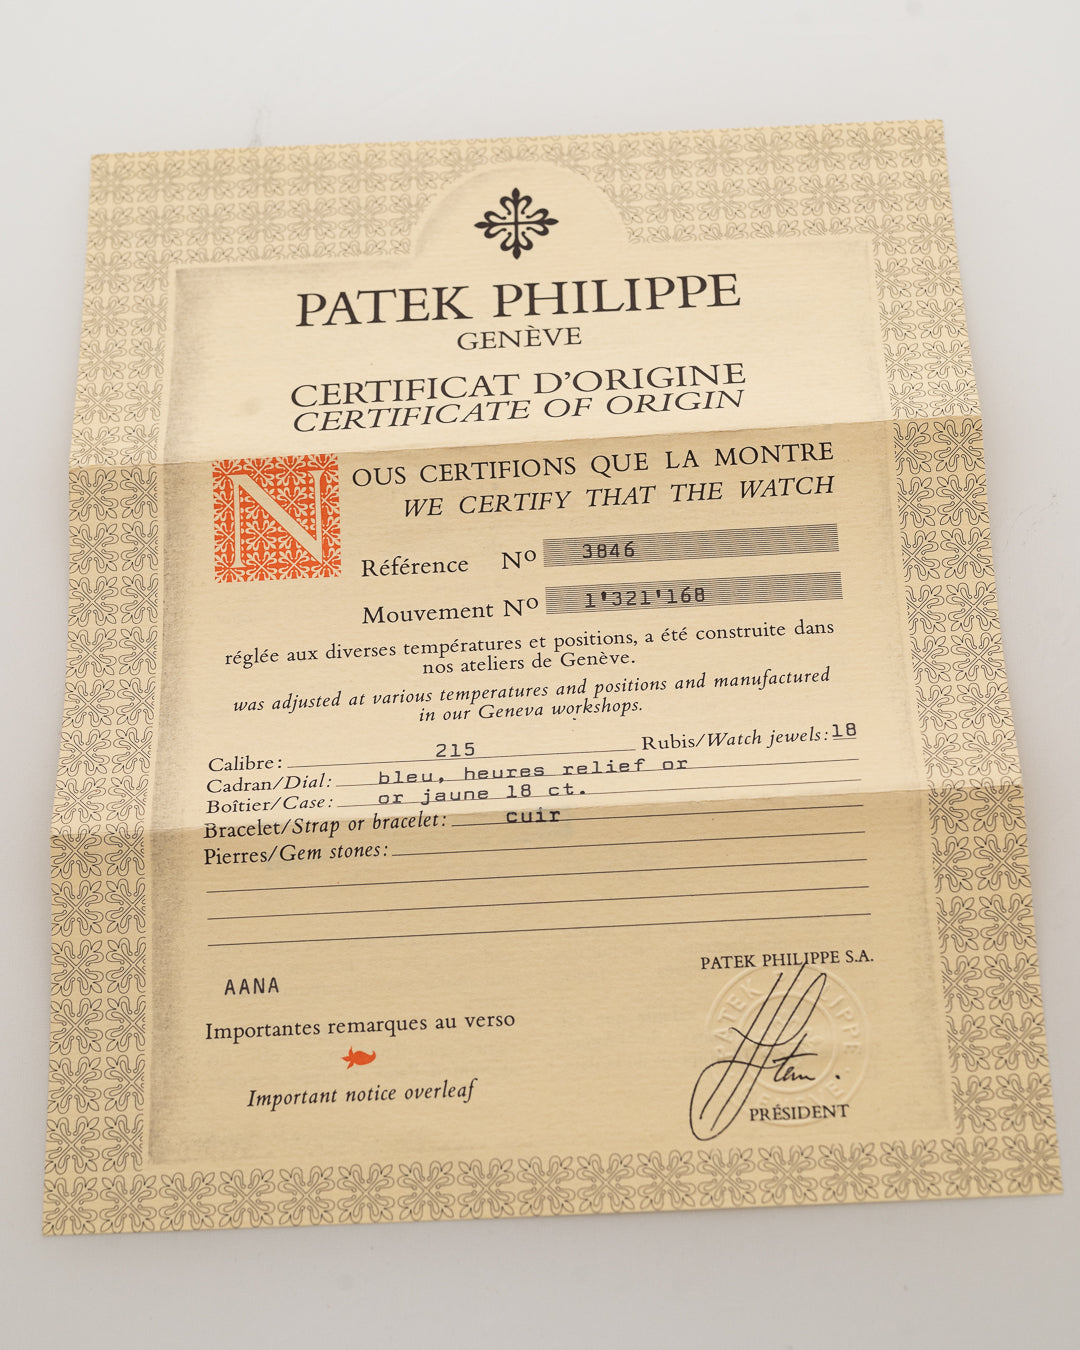 PATEK PHILIPPE
GENÈVE
CERTIFICAT D'ORIGINE
CERTIFICATE OF ORIGIN
NOUS CERTIFIONS QUE LA MONTRE
WE CERTIFY THAT THE WATCH
Référence Nº 3846
Mouvement Nº 1'321'168
réglée aux diverses températures et positions, a été construite dans
nos ateliers de Genève.
was adjusted at various temperatures and positions and manufactured
in our Geneva workshops.
Calibre: 215 Rubis/Watch jewels: 18
Cadran/Dial: bleu, heures relief or
Boîtier/Case: or jaune 18 ct.
Bracelet/Strap or bracelet: cuir
Pierres/Gem stones:
PATEK PHILIPPE S.A.
AANA
Importantes remarques au verso
Important notice overleaf
PRÉSIDENT